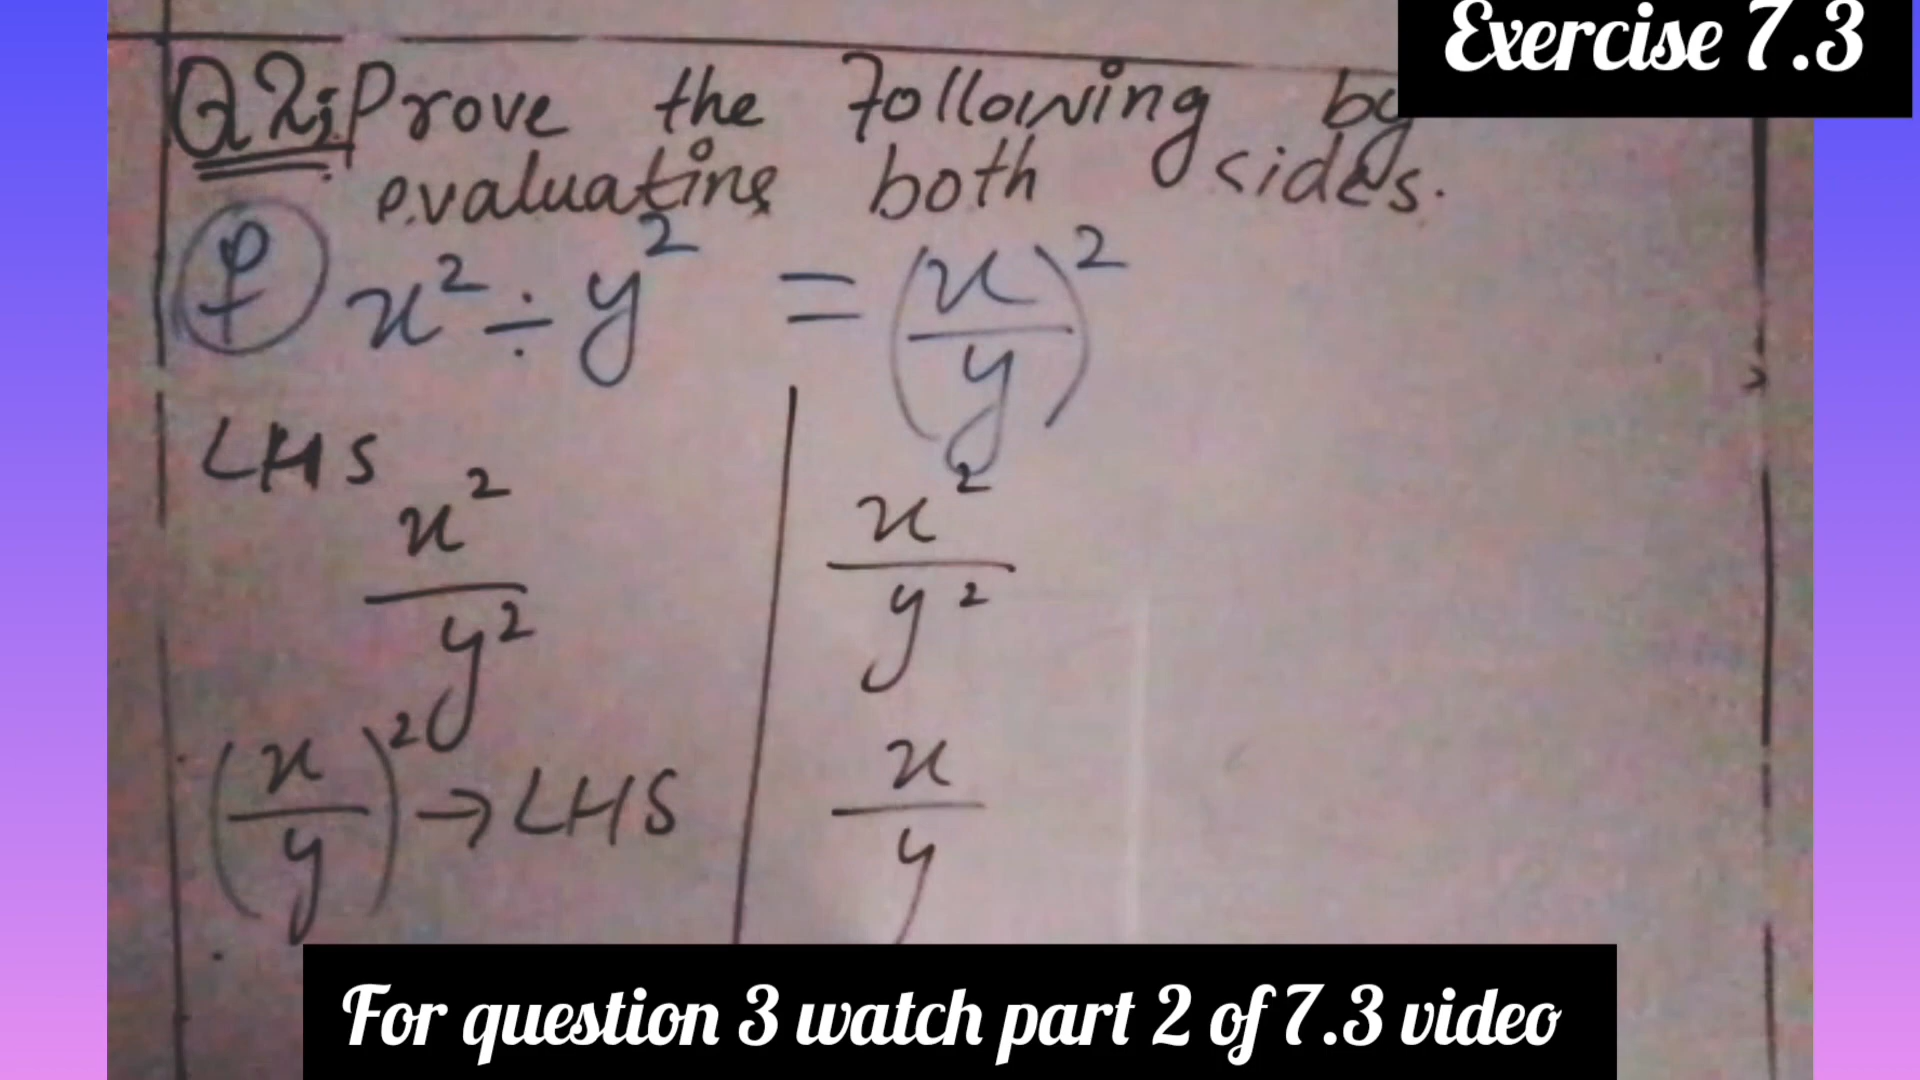 Exercise 7.3
Q2; Prove the Following by
evaluating both sides.
x² ÷ y² = (x/y)²
LHS
x²/y² x²/y²
(x/y)² → LHS x/y
For question 3 watch part 2 of 7.3 video